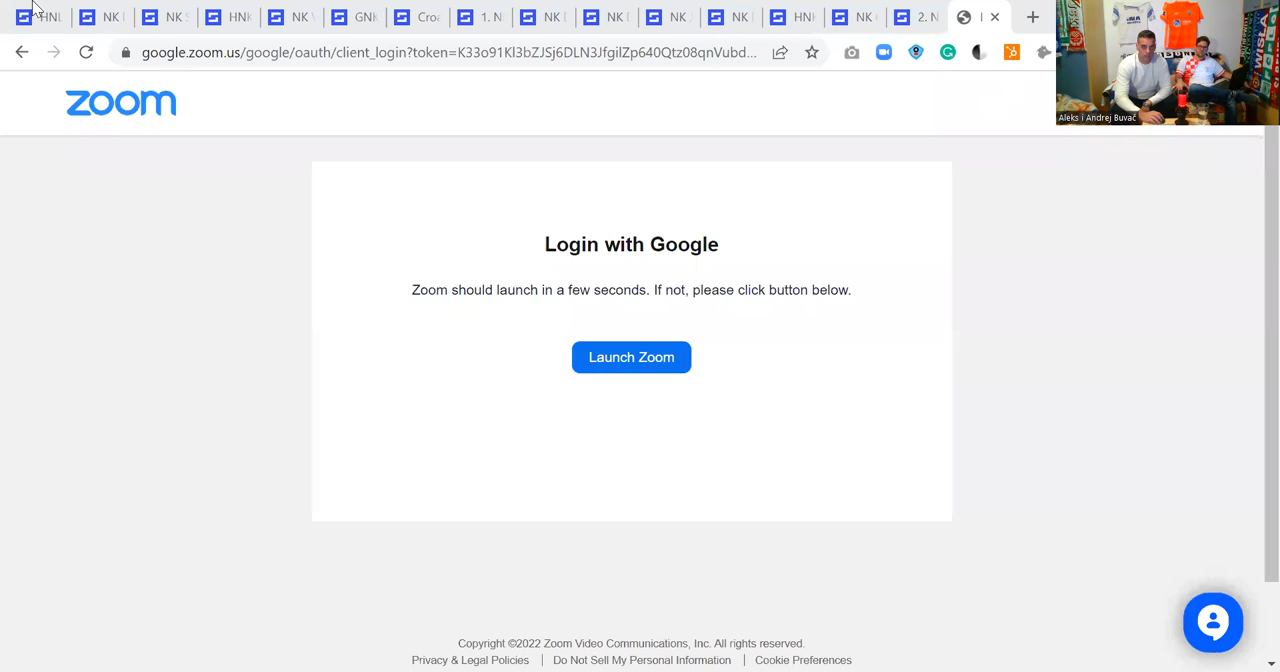 HNL
NK
NK S
HNK
NK V
GNK
Croa
1. N
NK
NK
NK
NK
HNK
NK
2. N
google.zoom.us/google/oauth/client_login?token=K33o91Kl3bZJSj6DLN3JfgilZp640Qtz08qnVubd...
zoom
Aleks i Andrej Buvač
Login with Google
Zoom should launch in a few seconds. If not, please click button below.
Launch Zoom
Copyright ©2022 Zoom Video Communications, Inc. All rights reserved.
Privacy & Legal Policies | Do Not Sell My Personal Information | Cookie Preferences